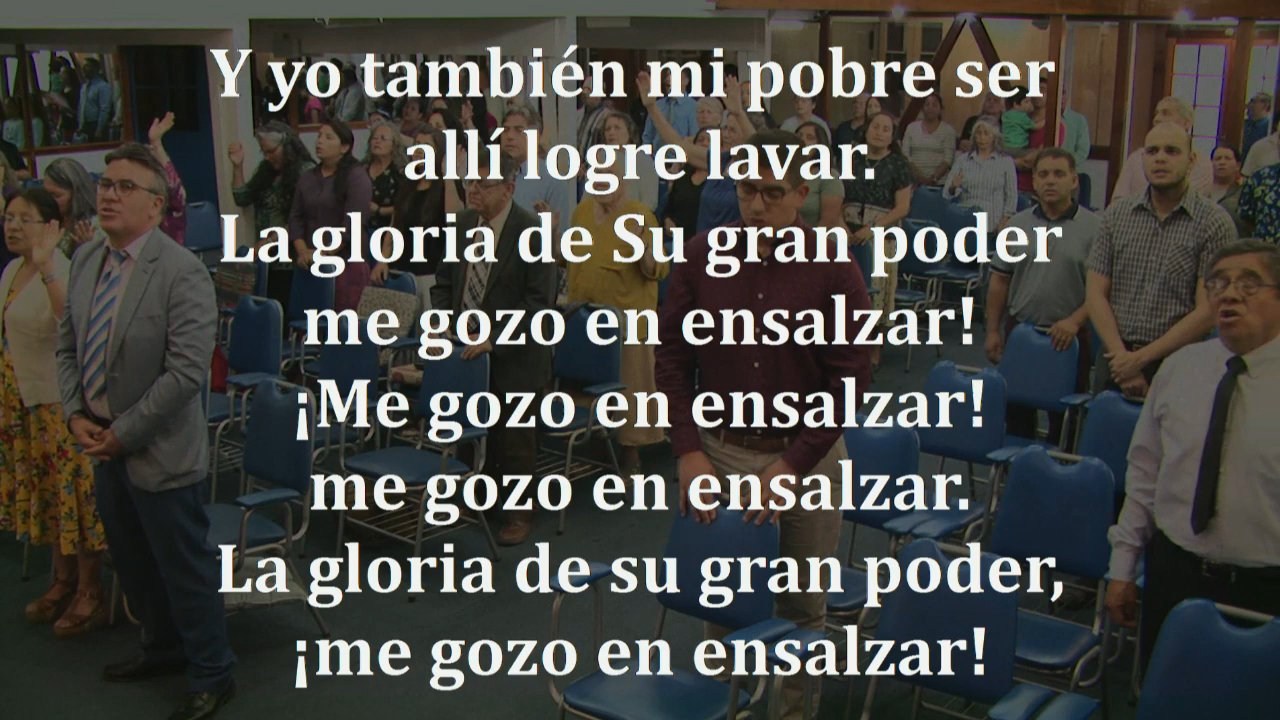 Y yo también mi pobre ser
allí logre lavar.
La gloria de Su gran poder
me gozo en ensalzar!
¡Me gozo en ensalzar!
me gozo en ensalzar.
La gloria de su gran poder,
¡me gozo en ensalzar!